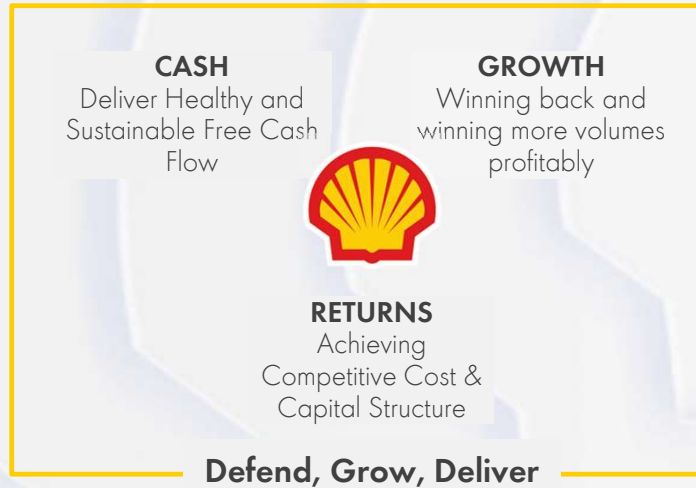 CASH
Deliver Healthy and
Sustainable Free Cash
Flow
GROWTH
Winning back and
winning more volumes
profitably
RETURNS
Achieving
Competitive Cost &
Capital Structure
Defend, Grow, Deliver